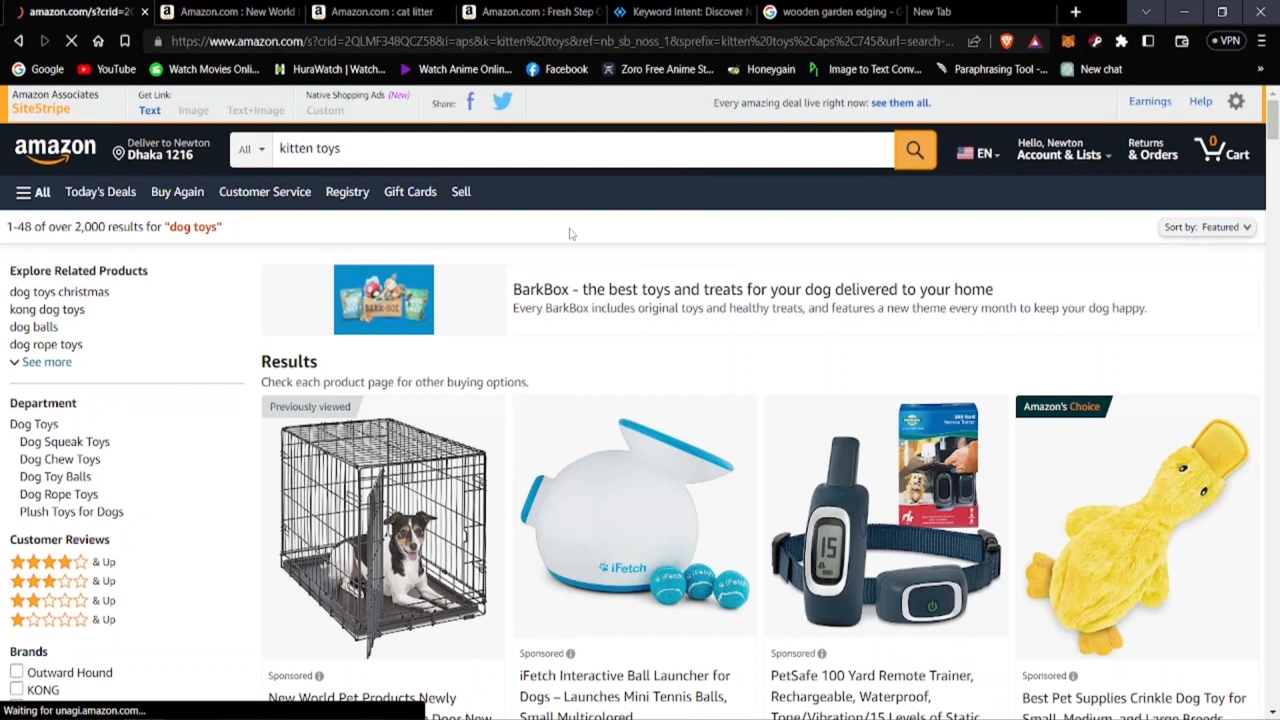 amazon.com/s?crid=2
Amazon.com : New World
Amazon.com : cat litter
Amazon.com : Fresh Step C
Keyword Intent: Discover N
wooden garden edging - G
New Tab
https://www.amazon.com/s?crid=2QLMF348QCZ58&i=aps&k=kitten%20toys&ref=nb_sb_noss_1&sprefix=kitten%20toys%2Caps%2C745&url=search-...
VPN
Google
YouTube
Watch Movies Onli...
HuraWatch | Watch...
Watch Anime Onlin...
Facebook
Zoro Free Anime St...
Honeygain
Image to Text Conv...
Paraphrasing Tool -...
New chat
»
Amazon Associates
SiteStripe
Get Link:
Text Image Text+Image
Native Shopping Ads (New)
Custom
Share:
Every amazing deal live right now: see them all.
Earnings Help
amazon
Deliver to Newton
Dhaka 1216
All
kitten toys
EN
Hello, Newton
Account & Lists
Returns
& Orders
0
Cart
All Today's Deals Buy Again Customer Service Registry Gift Cards Sell
1-48 of over 2,000 results for "dog toys"
Sort by: Featured
Explore Related Products
dog toys christmas
kong dog toys
dog balls
dog rope toys
See more
Department
Dog Toys
Dog Squeak Toys
Dog Chew Toys
Dog Toy Balls
Dog Rope Toys
Plush Toys for Dogs
Customer Reviews
& Up
& Up
& Up
& Up
Brands
Outward Hound
KONG
Waiting for unagi.amazon.com...
BARK BOX
BarkBox - the best toys and treats for your dog delivered to your home
Every BarkBox includes original toys and healthy treats, and features a new theme every month to keep your dog happy.
Results
Check each product page for other buying options.
Previously viewed
Sponsored
New World Pet Products Newly
iFetch
Sponsored
iFetch Interactive Ball Launcher for
Dogs – Launches Mini Tennis Balls,
Small Multicolored
15
Sponsored
PetSafe 100 Yard Remote Trainer,
Rechargeable, Waterproof,
Tone/Vibration/15 Levels of Static
Amazon's Choice
Sponsored
Best Pet Supplies Crinkle Dog Toy for
Small, Medium, and Large Breeds